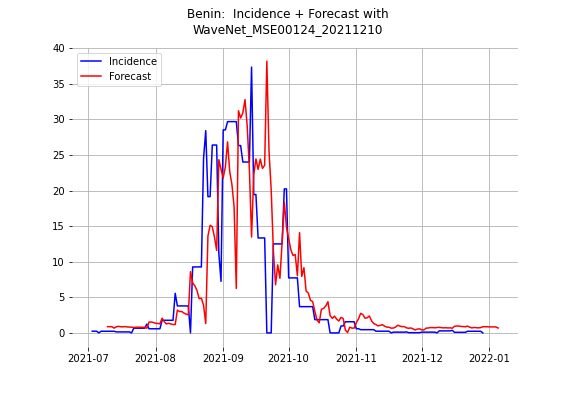 Benin:  Incidence + Forecast with
WaveNet_MSE00124_20211210
Incidence
Forecast
40
35
30
25
20
15
10
5
0
2021-07 2021-08 2021-09 2021-10 2021-11 2021-12 2022-01